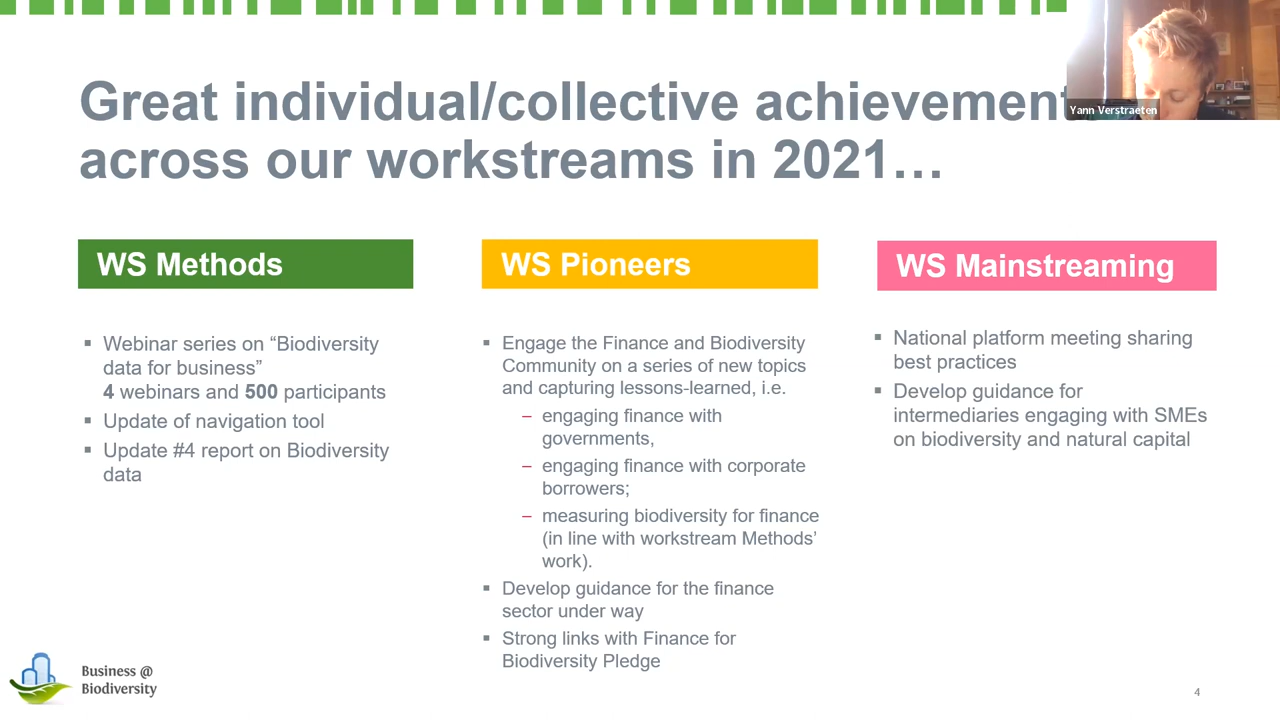 Great individual/collective achievement
across our workstreams in 2021…
Yann Verstraeten
WS Methods
▪ Webinar series on “Biodiversity
data for business”
4 webinars and 500 participants
▪ Update of navigation tool
▪ Update #4 report on Biodiversity
data
WS Pioneers
▪ Engage the Finance and Biodiversity
Community on a series of new topics
and capturing lessons-learned, i.e.
– engaging finance with
governments,
– engaging finance with corporate
borrowers;
– measuring biodiversity for finance
(in line with workstream Methods’
work).
▪ Develop guidance for the finance
sector under way
▪ Strong links with Finance for
Biodiversity Pledge
WS Mainstreaming
▪ National platform meeting sharing
best practices
▪ Develop guidance for
intermediaries engaging with SMEs
on biodiversity and natural capital
Business @
Biodiversity
4